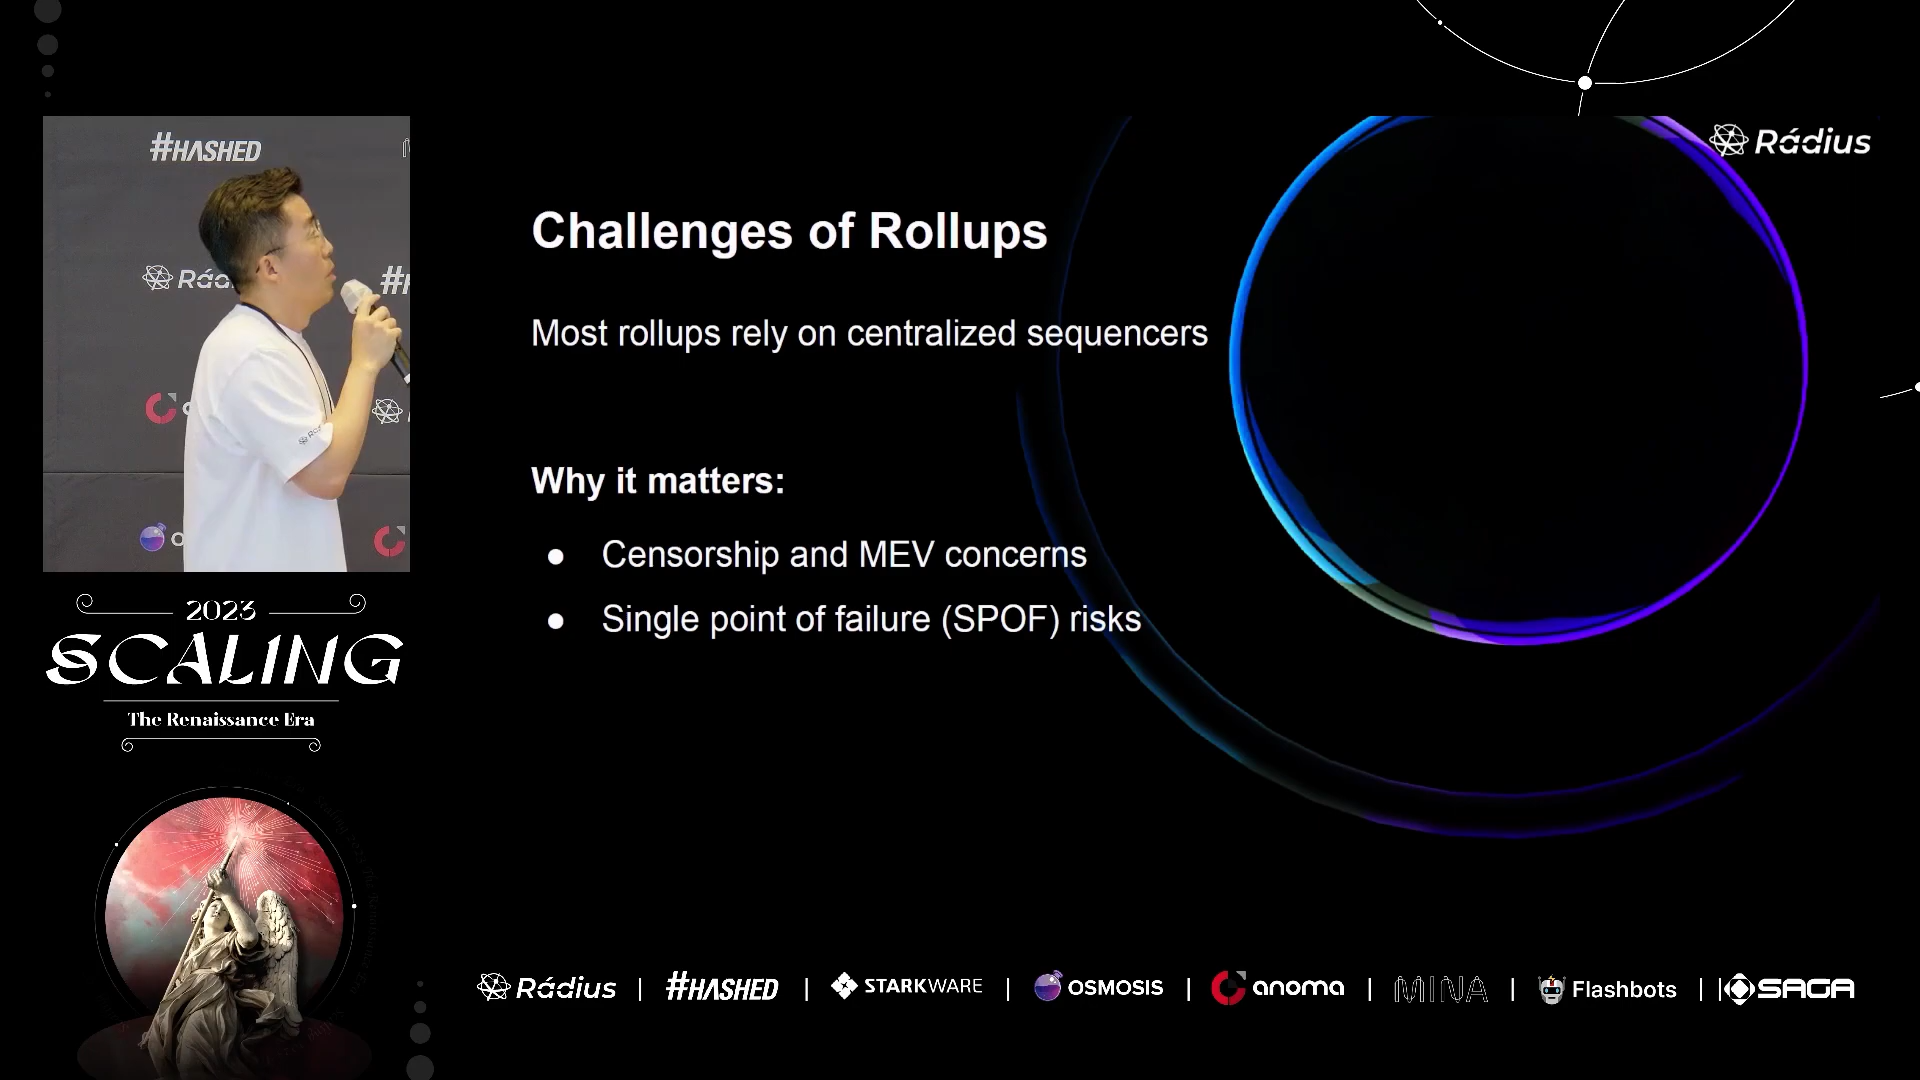 #HASHED
Rádius
Challenges of Rollups
Most rollups rely on centralized sequencers
Why it matters:
● Censorship and MEV concerns
● Single point of failure (SPOF) risks
2023
SCALING
The Renaissance Era
Rádius | #HASHED | STARKWARE | OSMOSIS | anoma | MINA | Flashbots | | SAGA